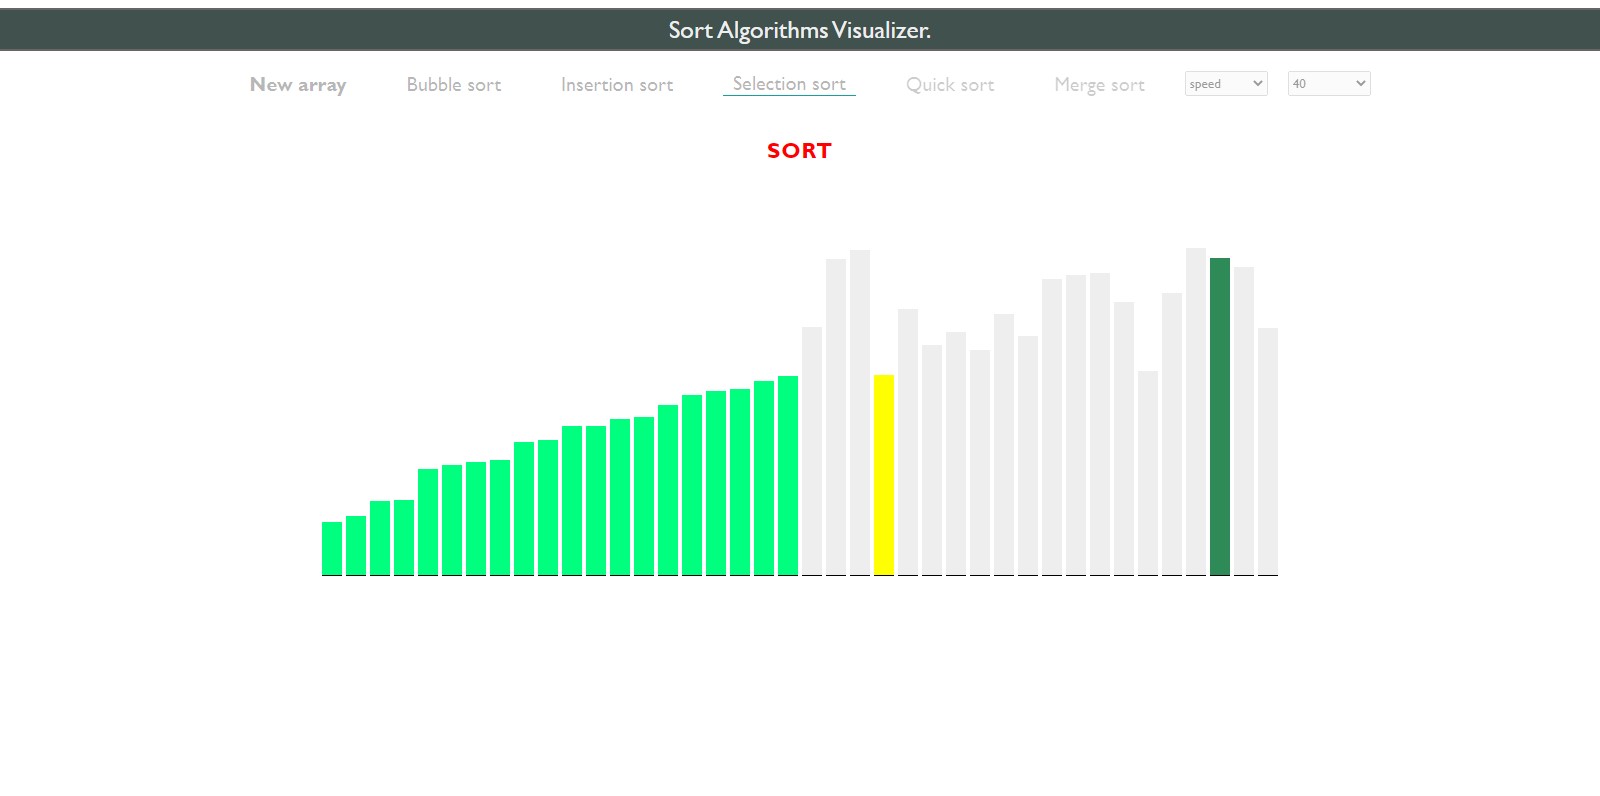 Sort Algorithms Visualizer.
New array Bubble sort Insertion sort Selection sort Quick sort Merge sort speed 40
SORT